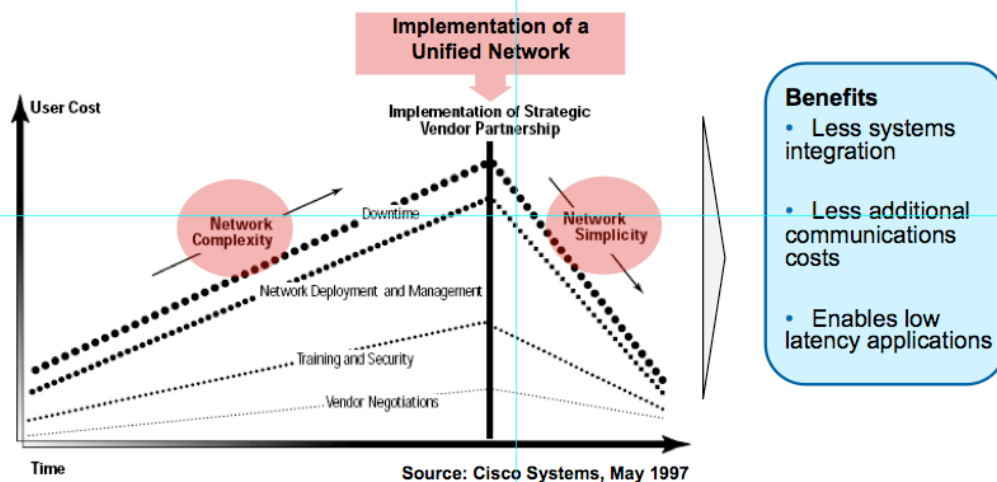 Implementation of a
Unified Network
User Cost
Implementation of Strategic
Vendor Partnership
Network
Complexity
Downtime
Network
Simplicity
Network Deployment and Management
Training and Security
Vendor Negotiations
Time
Source: Cisco Systems, May 1997
Benefits
• Less systems
integration
• Less additional
communications
costs
• Enables low
latency applications